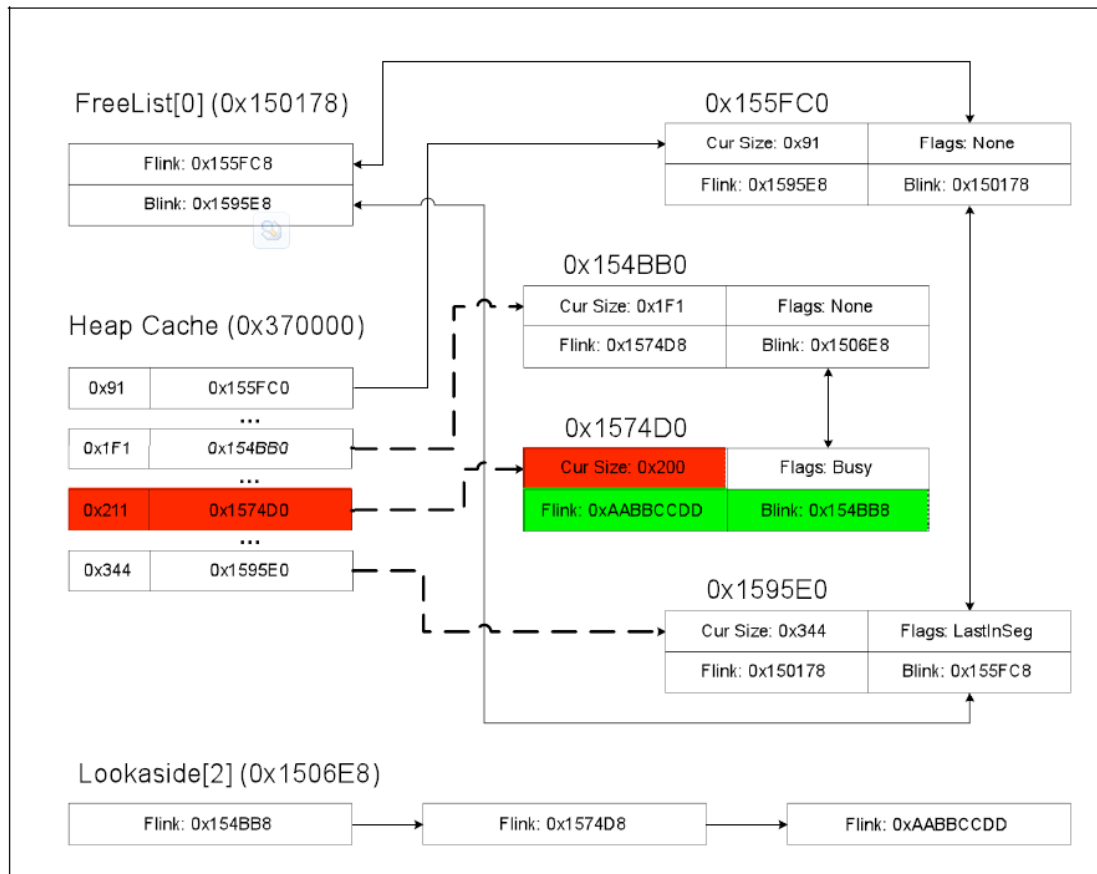 FreeList[0] (0x150178)
Flink: 0x155FC8
Blink: 0x1595E8
0x155FC0
Cur Size: 0x91 Flags: None
Flink: 0x1595E8 Blink: 0x150178
0x154BB0
Cur Size: 0x1F1 Flags: None
Flink: 0x1574D8 Blink: 0x1506E8
Heap Cache (0x370000)
0x91 0x155FC0
...
0x1F1 0x154BB0
...
0x211 0x1574D0
...
0x344 0x1595E0
0x1574D0
Cur Size: 0x200 Flags: Busy
Flink: 0xAABBCCDD Blink: 0x154BB8
0x1595E0
Cur Size: 0x344 Flags: LastInSeg
Flink: 0x150178 Blink: 0x155FC8
Lookaside[2] (0x1506E8)
Flink: 0x154BB8 Flink: 0x1574D8 Flink: 0xAABBCCDD